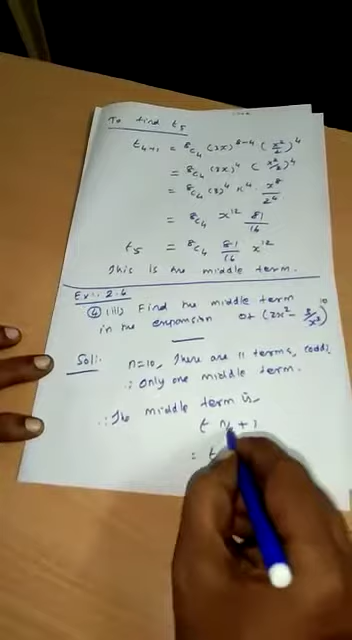 To find t₅
t₄₊₁ = ⁸C₄ (3x)⁸⁻⁴ (x²/2)⁴
= ⁸C₄ (3x)⁴ (x²/2)⁴
= ⁸C₄ (3)⁴ x⁴ · x⁸/2⁴
= ⁸C₄ x¹² 81/16
t₅ = ⁸C₄ 81/16 x¹²
This is the middle term.
Ex:- 2.6
④ (iii) Find the middle term
in the expansion of (2x² - 3/x³)¹⁰
Sol:
n=10, There are 11 terms, (odd)
∴ Only one middle term.
∴ The middle term is,
t n/2 + 1
= t